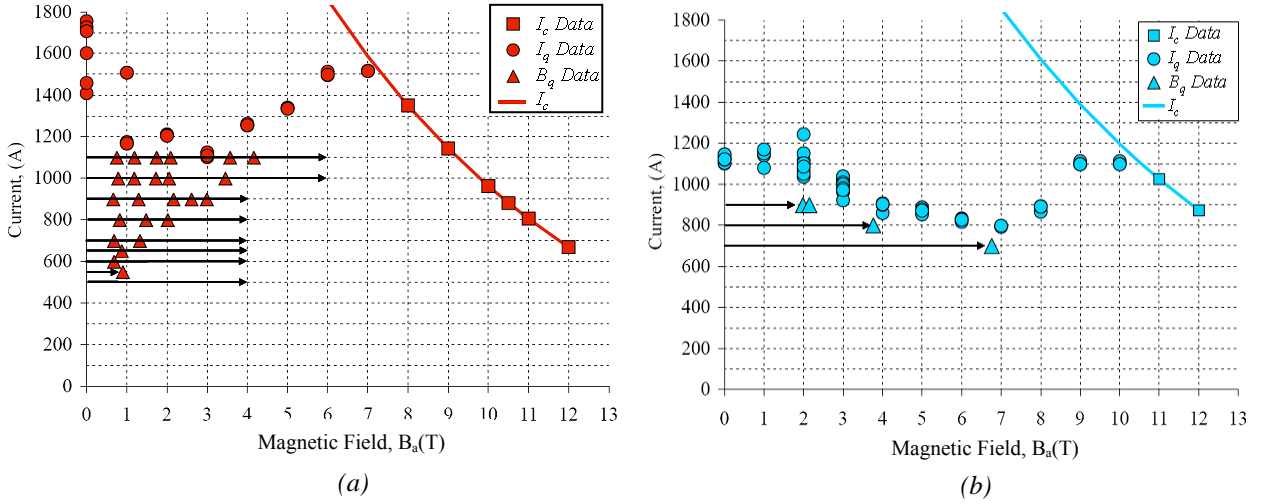 1800
1600
1400
1200
1000
800
600
400
200
0
Current, (A)
0 1 2 3 4 5 6 7 8 9 10 11 12 13
Magnetic Field, Ba(T)
Ic Data
Iq Data
Bq Data
Ic
(a)
1800
1600
1400
1200
1000
800
600
400
200
0
Current, (A)
0 1 2 3 4 5 6 7 8 9 10 11 12 13
Magnetic Field, Ba(T)
Ic Data
Iq Data
Bq Data
Ic
(b)